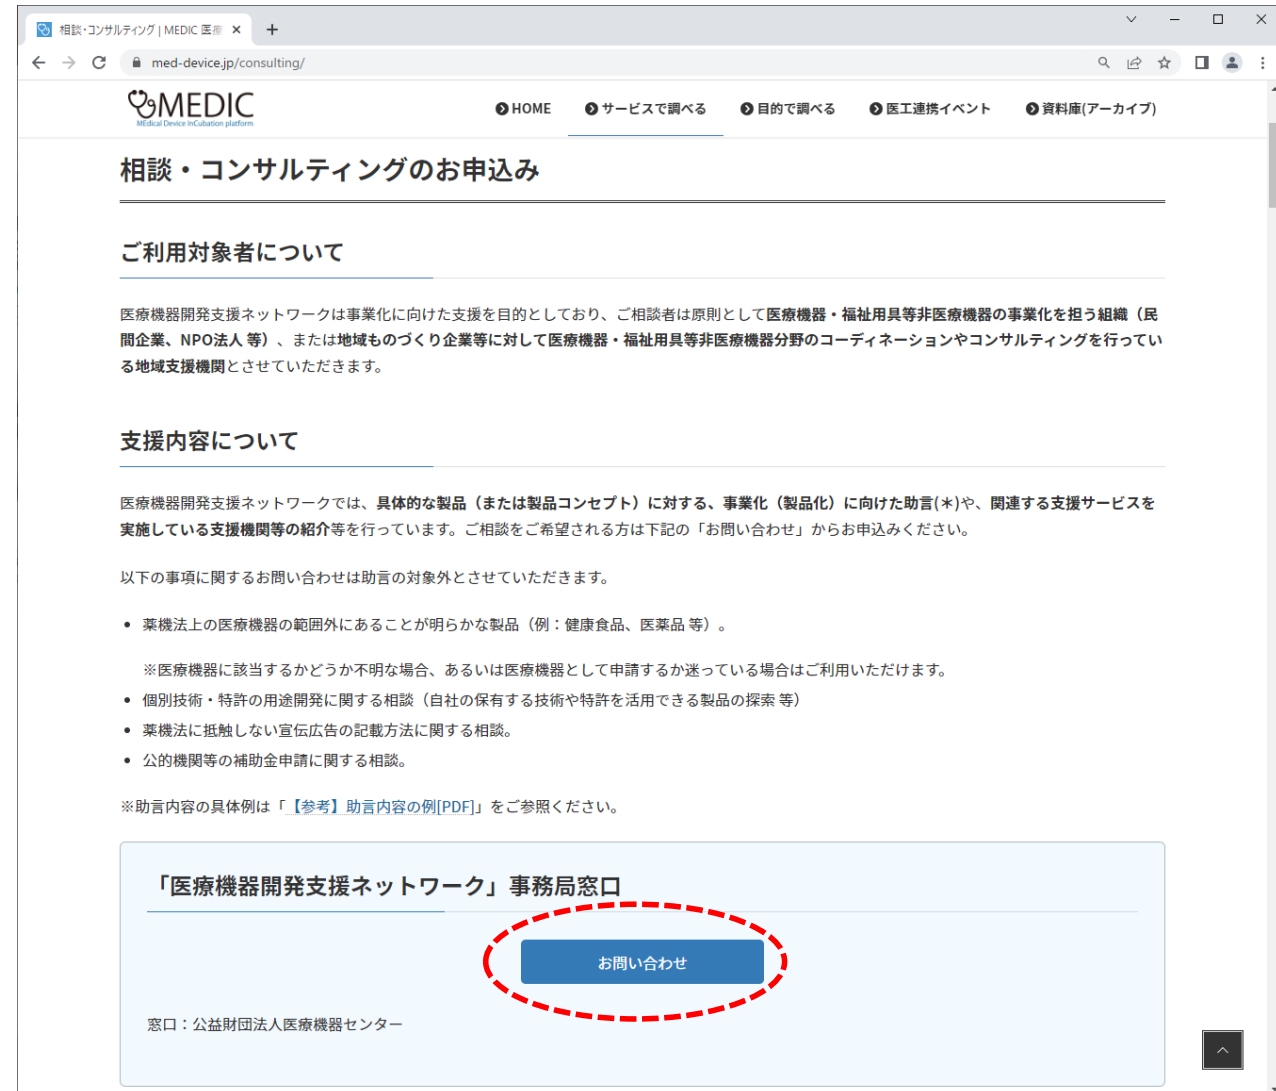 相談・コンサルティング | MEDIC 医療
med-device.jp/consulting/
MEDIC
MEdical Device InCubation platform
HOME サービスで調べる 目的で調べる 医工連携イベント 資料庫(アーカイブ)
相談・コンサルティングのお申込み
ご利用対象者について
医療機器開発支援ネットワークは事業化に向けた支援を目的としており、ご相談者は原則として医療機器・福祉用具等非医療機器の事業化を担う組織（民
間企業、NPO法人 等）、または地域ものづくり企業等に対して医療機器・福祉用具等非医療機器分野のコーディネーションやコンサルティングを行ってい
る地域支援機関とさせていただきます。
支援内容について
医療機器開発支援ネットワークでは、具体的な製品（または製品コンセプト）に対する、事業化（製品化）に向けた助言(＊)や、関連する支援サービスを
実施している支援機関等の紹介等を行っています。ご相談をご希望される方は下記の「お問い合わせ」からお申込みください。
以下の事項に関するお問い合わせは助言の対象外とさせていただきます。
• 薬機法上の医療機器の範囲外にあることが明らかな製品（例：健康食品、医薬品 等）。
※医療機器に該当するかどうか不明な場合、あるいは医療機器として申請するか迷っている場合はご利用いただけます。
• 個別技術・特許の用途開発に関する相談（自社の保有する技術や特許を活用できる製品の探索 等）
• 薬機法に抵触しない宣伝広告の記載方法に関する相談。
• 公的機関等の補助金申請に関する相談。
※助言内容の具体例は「【参考】助言内容の例[PDF]」をご参照ください。
「医療機器開発支援ネットワーク」事務局窓口
お問い合わせ
窓口：公益財団法人医療機器センター